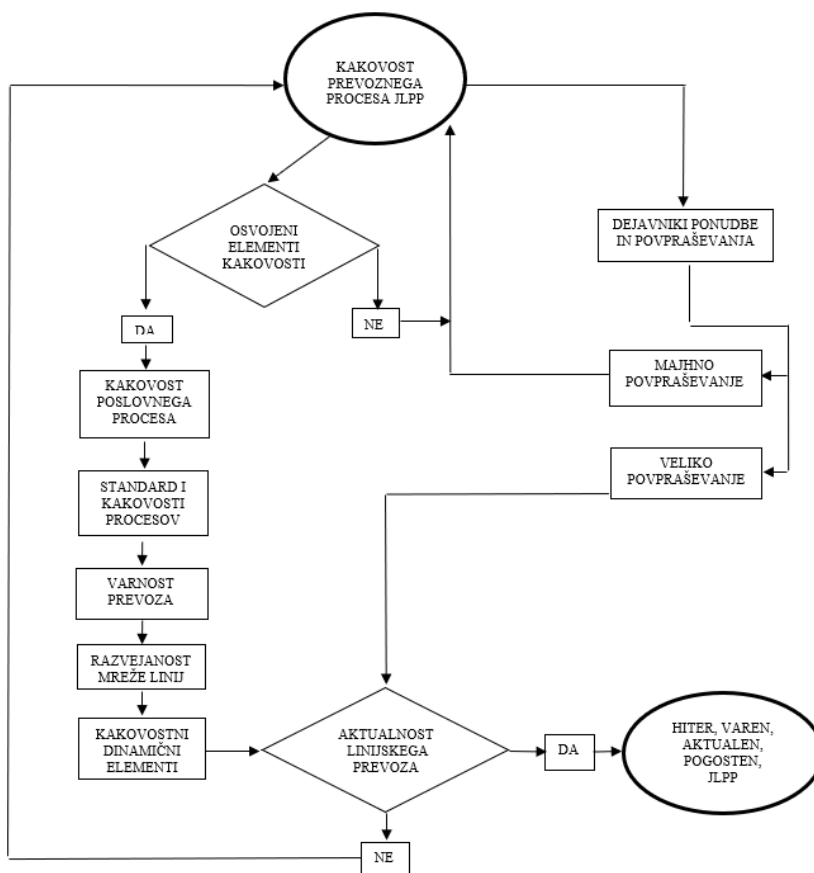 KAKOVOST
PREVOZNEGA
PROCESA JLPP
OSVOJENI
ELEMENTI
KAKOVOSTI
DEJAVNIKI PONUDBE
IN POVPRAŠEVANJA
DA
NE
MAJHNO
POVPRAŠEVANJE
KAKOVOST
POSLOVNEGA
PROCESA
VELIKO
POVPRAŠEVANJE
STANDARD I
KAKOVOSTI
PROCESOV
VARNOST
PREVOZA
RAZVEJANOST
MREŽE LINIJ
KAKOVOSTNI
DINAMIČNI
ELEMENTI
AKTUALNOST
LINIJSKEGA
PREVOZA
DA
HITER, VAREN,
AKTUALEN,
POGOSTEN,
JLPP
NE